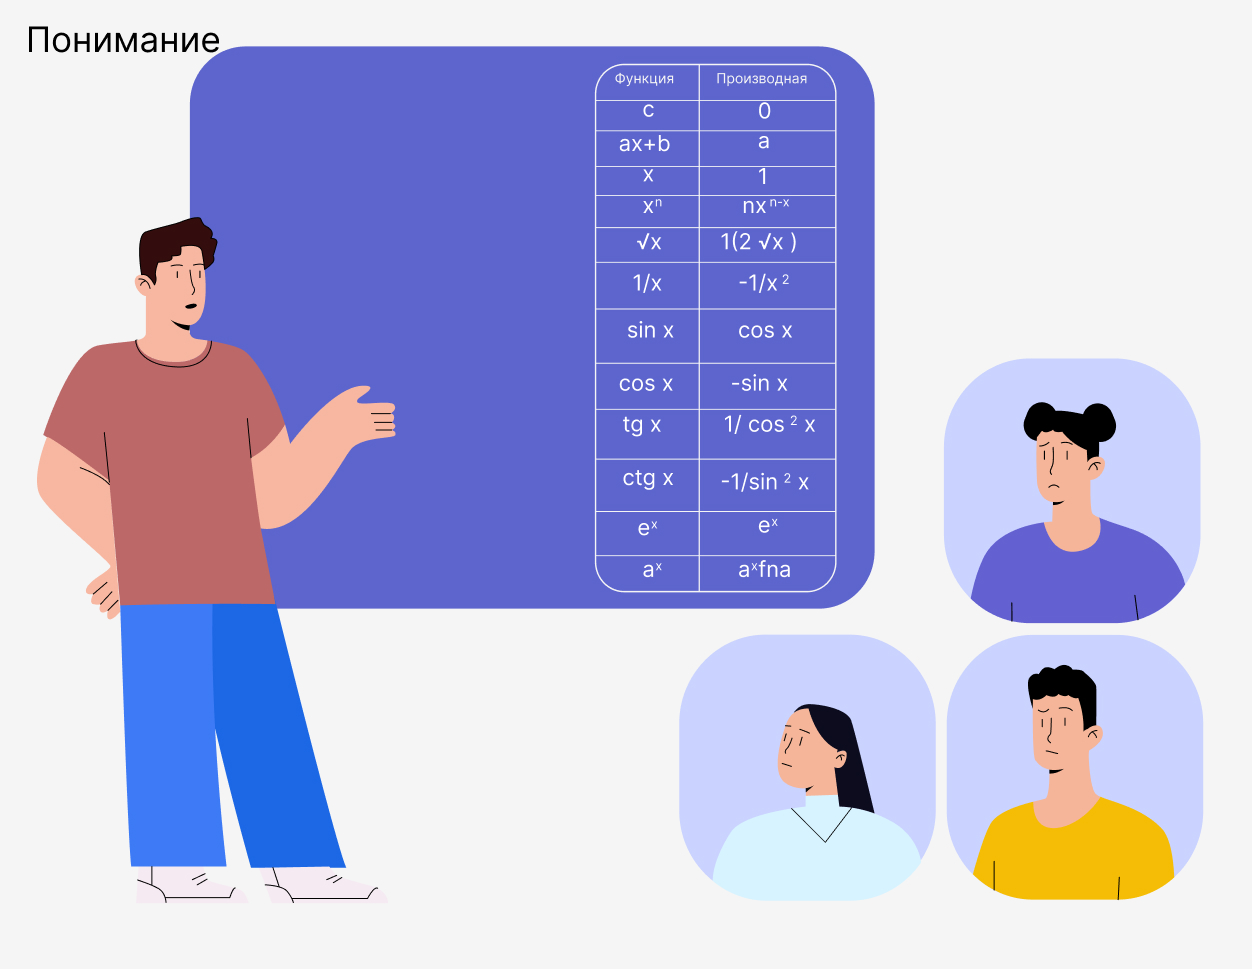 Понимание
Функция Производная
c 0
ax+b a
x 1
xⁿ nxⁿ⁻ˣ
√x 1(2 √x )
1/x -1/x ²
sin x cos x
cos x -sin x
tg x 1/ cos ² x
ctg x -1/sin ² x
eˣ eˣ
aˣ aˣfna